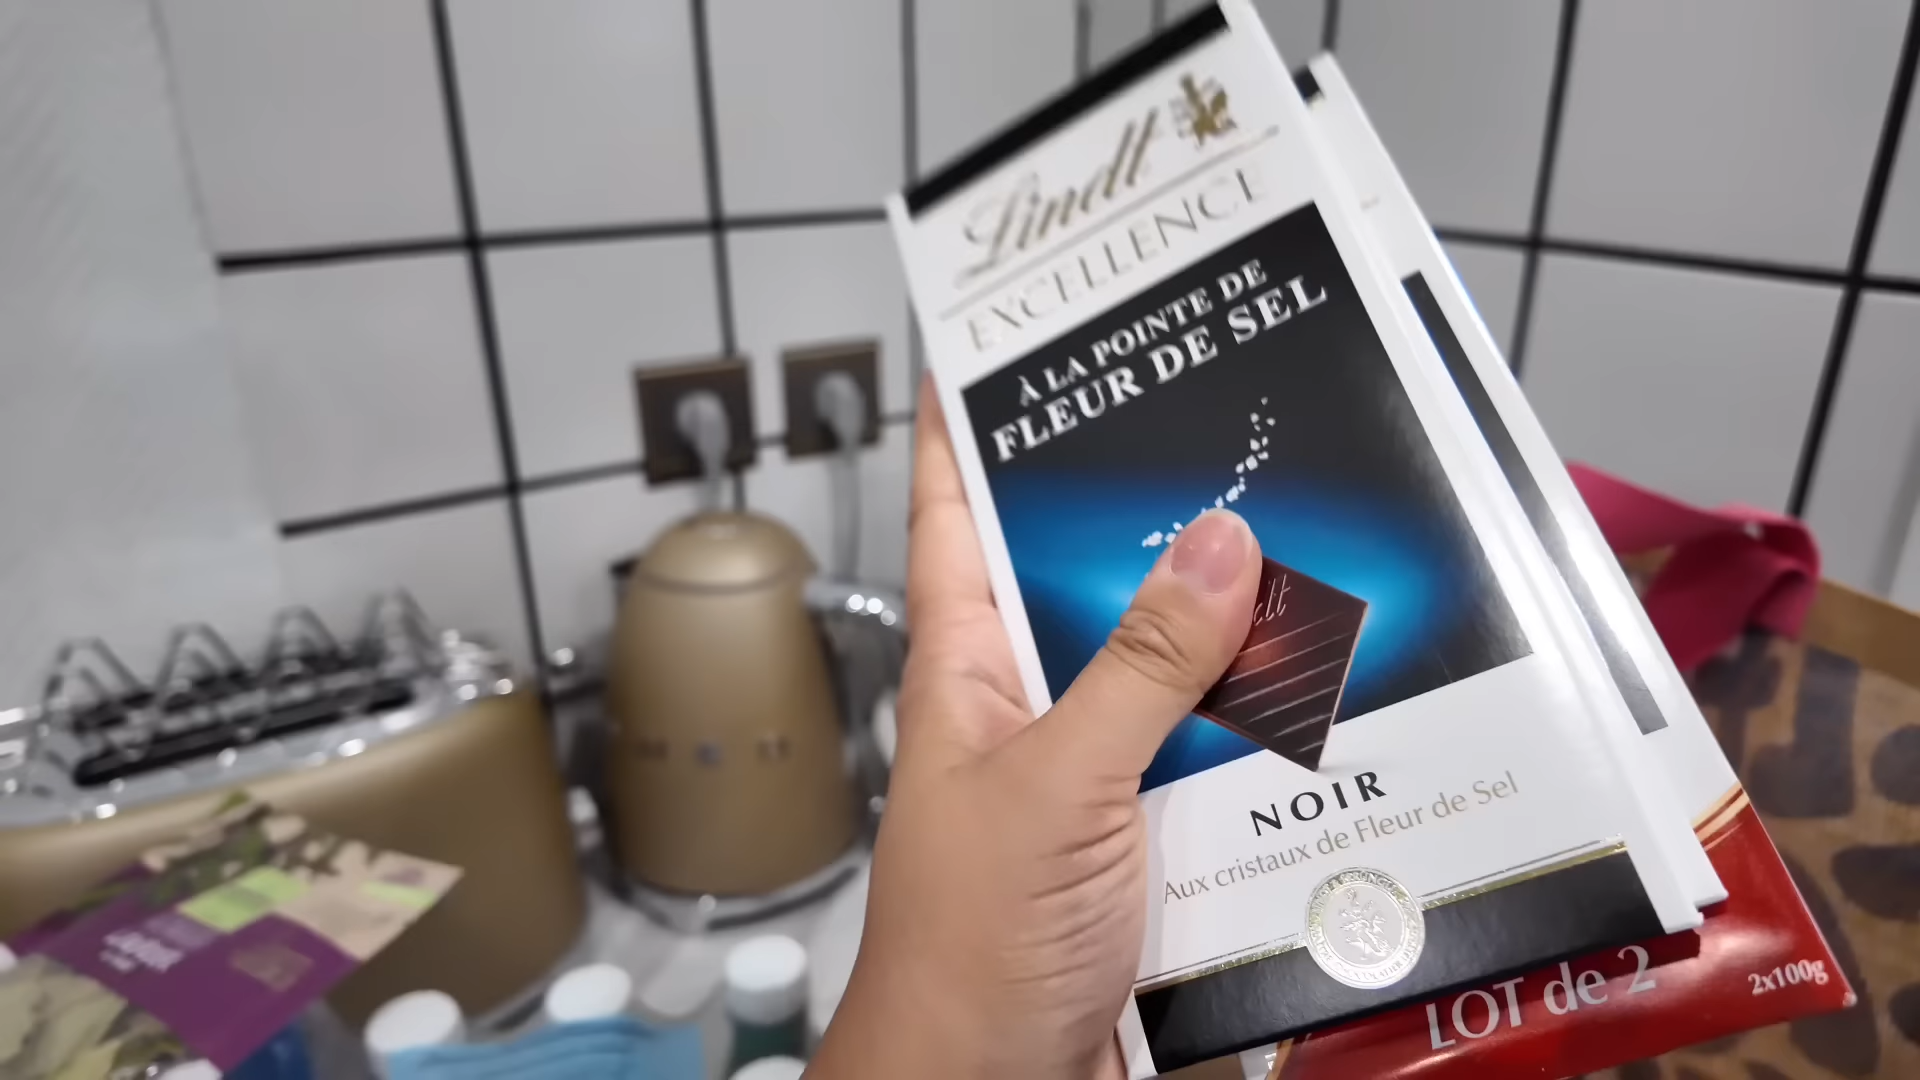 Lindt
EXCELLENCE
À LA POINTE DE
FLEUR DE SEL
NOIR
Aux cristaux de Fleur de Sel
LOT de 2
2x100g